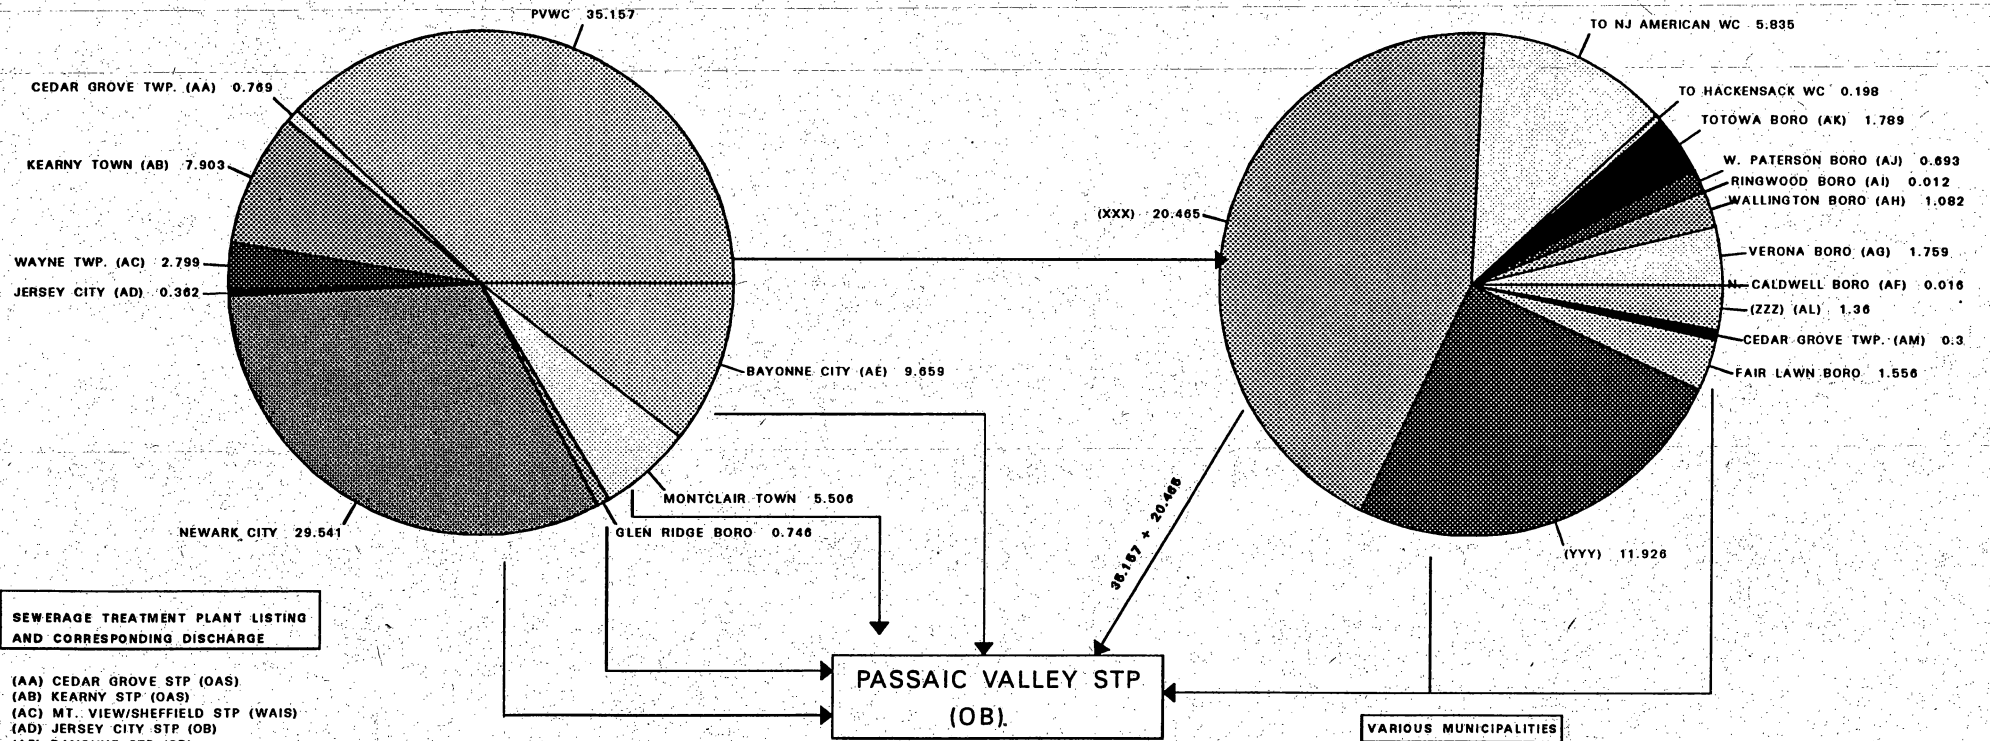 PVWC 35.157
CEDAR GROVE TWP. (AA) 0.769
KEARNY TOWN (AB) 7.903
WAYNE TWP. (AC) 2.799
JERSEY CITY (AD) 0.362
NEWARK CITY 29.541
GLEN RIDGE BORO 0.746
MONTCLAIR TOWN 5.506
BAYONNE CITY (AE) 9.659
TO NJ AMERICAN WC 5.835
TO HACKENSACK WC 0.198
TOTOWA BORO (AK) 1.789
W. PATERSON BORO (AJ) 0.693
RINGWOOD BORO (AI) 0.012
WALLINGTON BORO (AH) 1.082
VERONA BORO (AG) 1.759
N. CALDWELL BORO (AF) 0.016
(ZZZ) (AL) 1.36
CEDAR GROVE TWP. (AM) 0.3
FAIR LAWN BORO 1.556
(YYY) 11.926
(XXX) 20.465
35.157 + 20.465
PASSAIC VALLEY STP
(OB).
VARIOUS MUNICIPALITIES
SEWERAGE TREATMENT PLANT LISTING
AND CORRESPONDING DISCHARGE
(AA) CEDAR GROVE STP (OAS)
(AB) KEARNY STP (OAS)
(AC) MT. VIEW/SHEFFIELD STP (WAIS)
(AD) JERSEY CITY STP (OB)